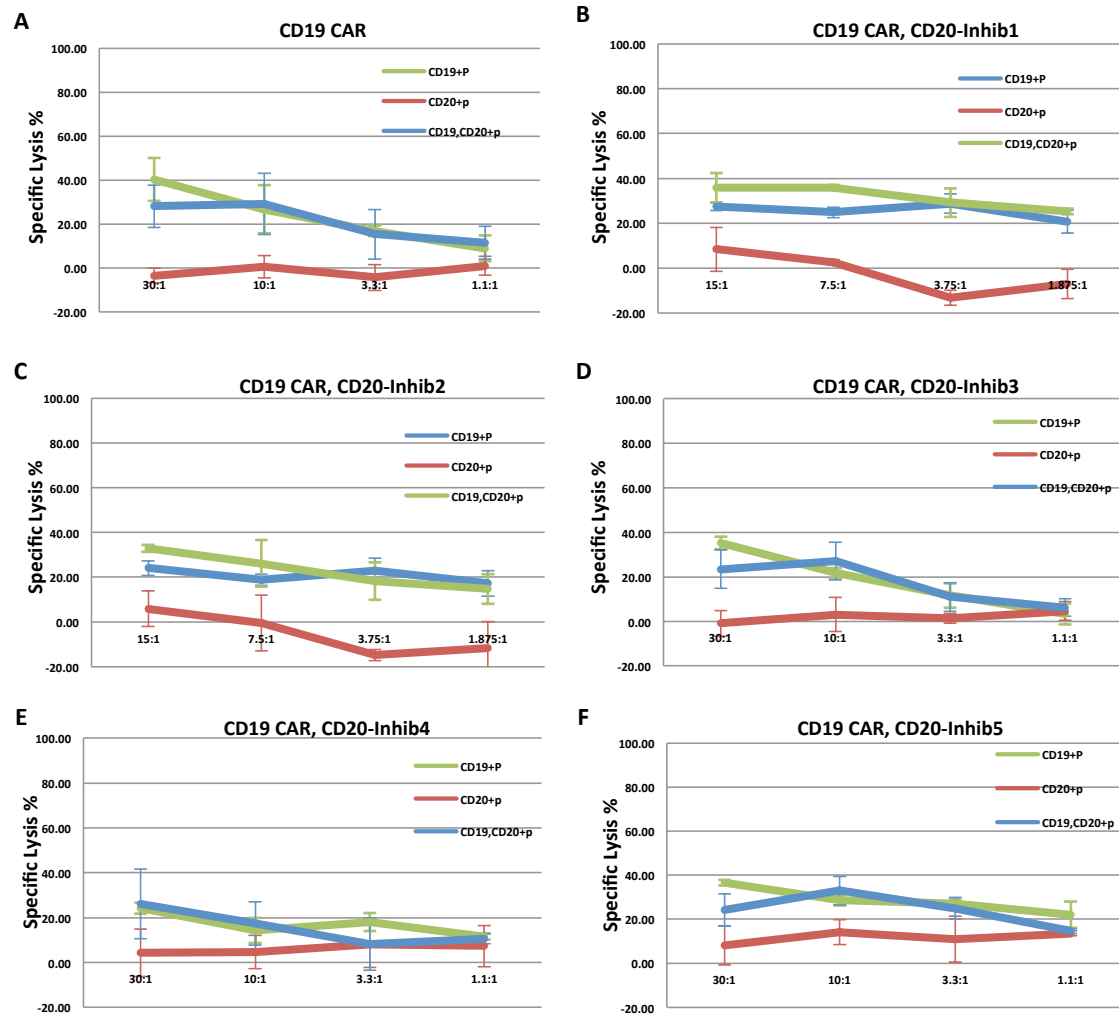 A
CD19 CAR
Specific Lysis %
100.00
80.00
60.00
40.00
20.00
0.00
-20.00
30:1
10:1
3.3:1
1.1:1
CD19+P
CD20+p
CD19,CD20+p
B
CD19 CAR, CD20-Inhib1
Specific Lysis %
100.00
80.00
60.00
40.00
20.00
0.00
-20.00
15:1
7.5:1
3.75:1
1.875:1
CD19+P
CD20+p
CD19,CD20+p
C
CD19 CAR, CD20-Inhib2
Specific Lysis %
100.00
80.00
60.00
40.00
20.00
0.00
-20.00
15:1
7.5:1
3.75:1
1.875:1
CD19+P
CD20+p
CD19,CD20+p
D
CD19 CAR, CD20-Inhib3
Specific Lysis %
100.00
80.00
60.00
40.00
20.00
0.00
-20.00
30:1
10:1
3.3:1
1.1:1
CD19+P
CD20+p
CD19,CD20+p
E
CD19 CAR, CD20-Inhib4
Specific Lysis %
100.00
80.00
60.00
40.00
20.00
0.00
-20.00
30:1
10:1
3.3:1
1.1:1
CD19+P
CD20+p
CD19,CD20+p
F
CD19 CAR, CD20-Inhib5
Specific Lysis %
100.00
80.00
60.00
40.00
20.00
0.00
-20.00
30:1
10:1
3.3:1
1.1:1
CD19+P
CD20+p
CD19,CD20+p